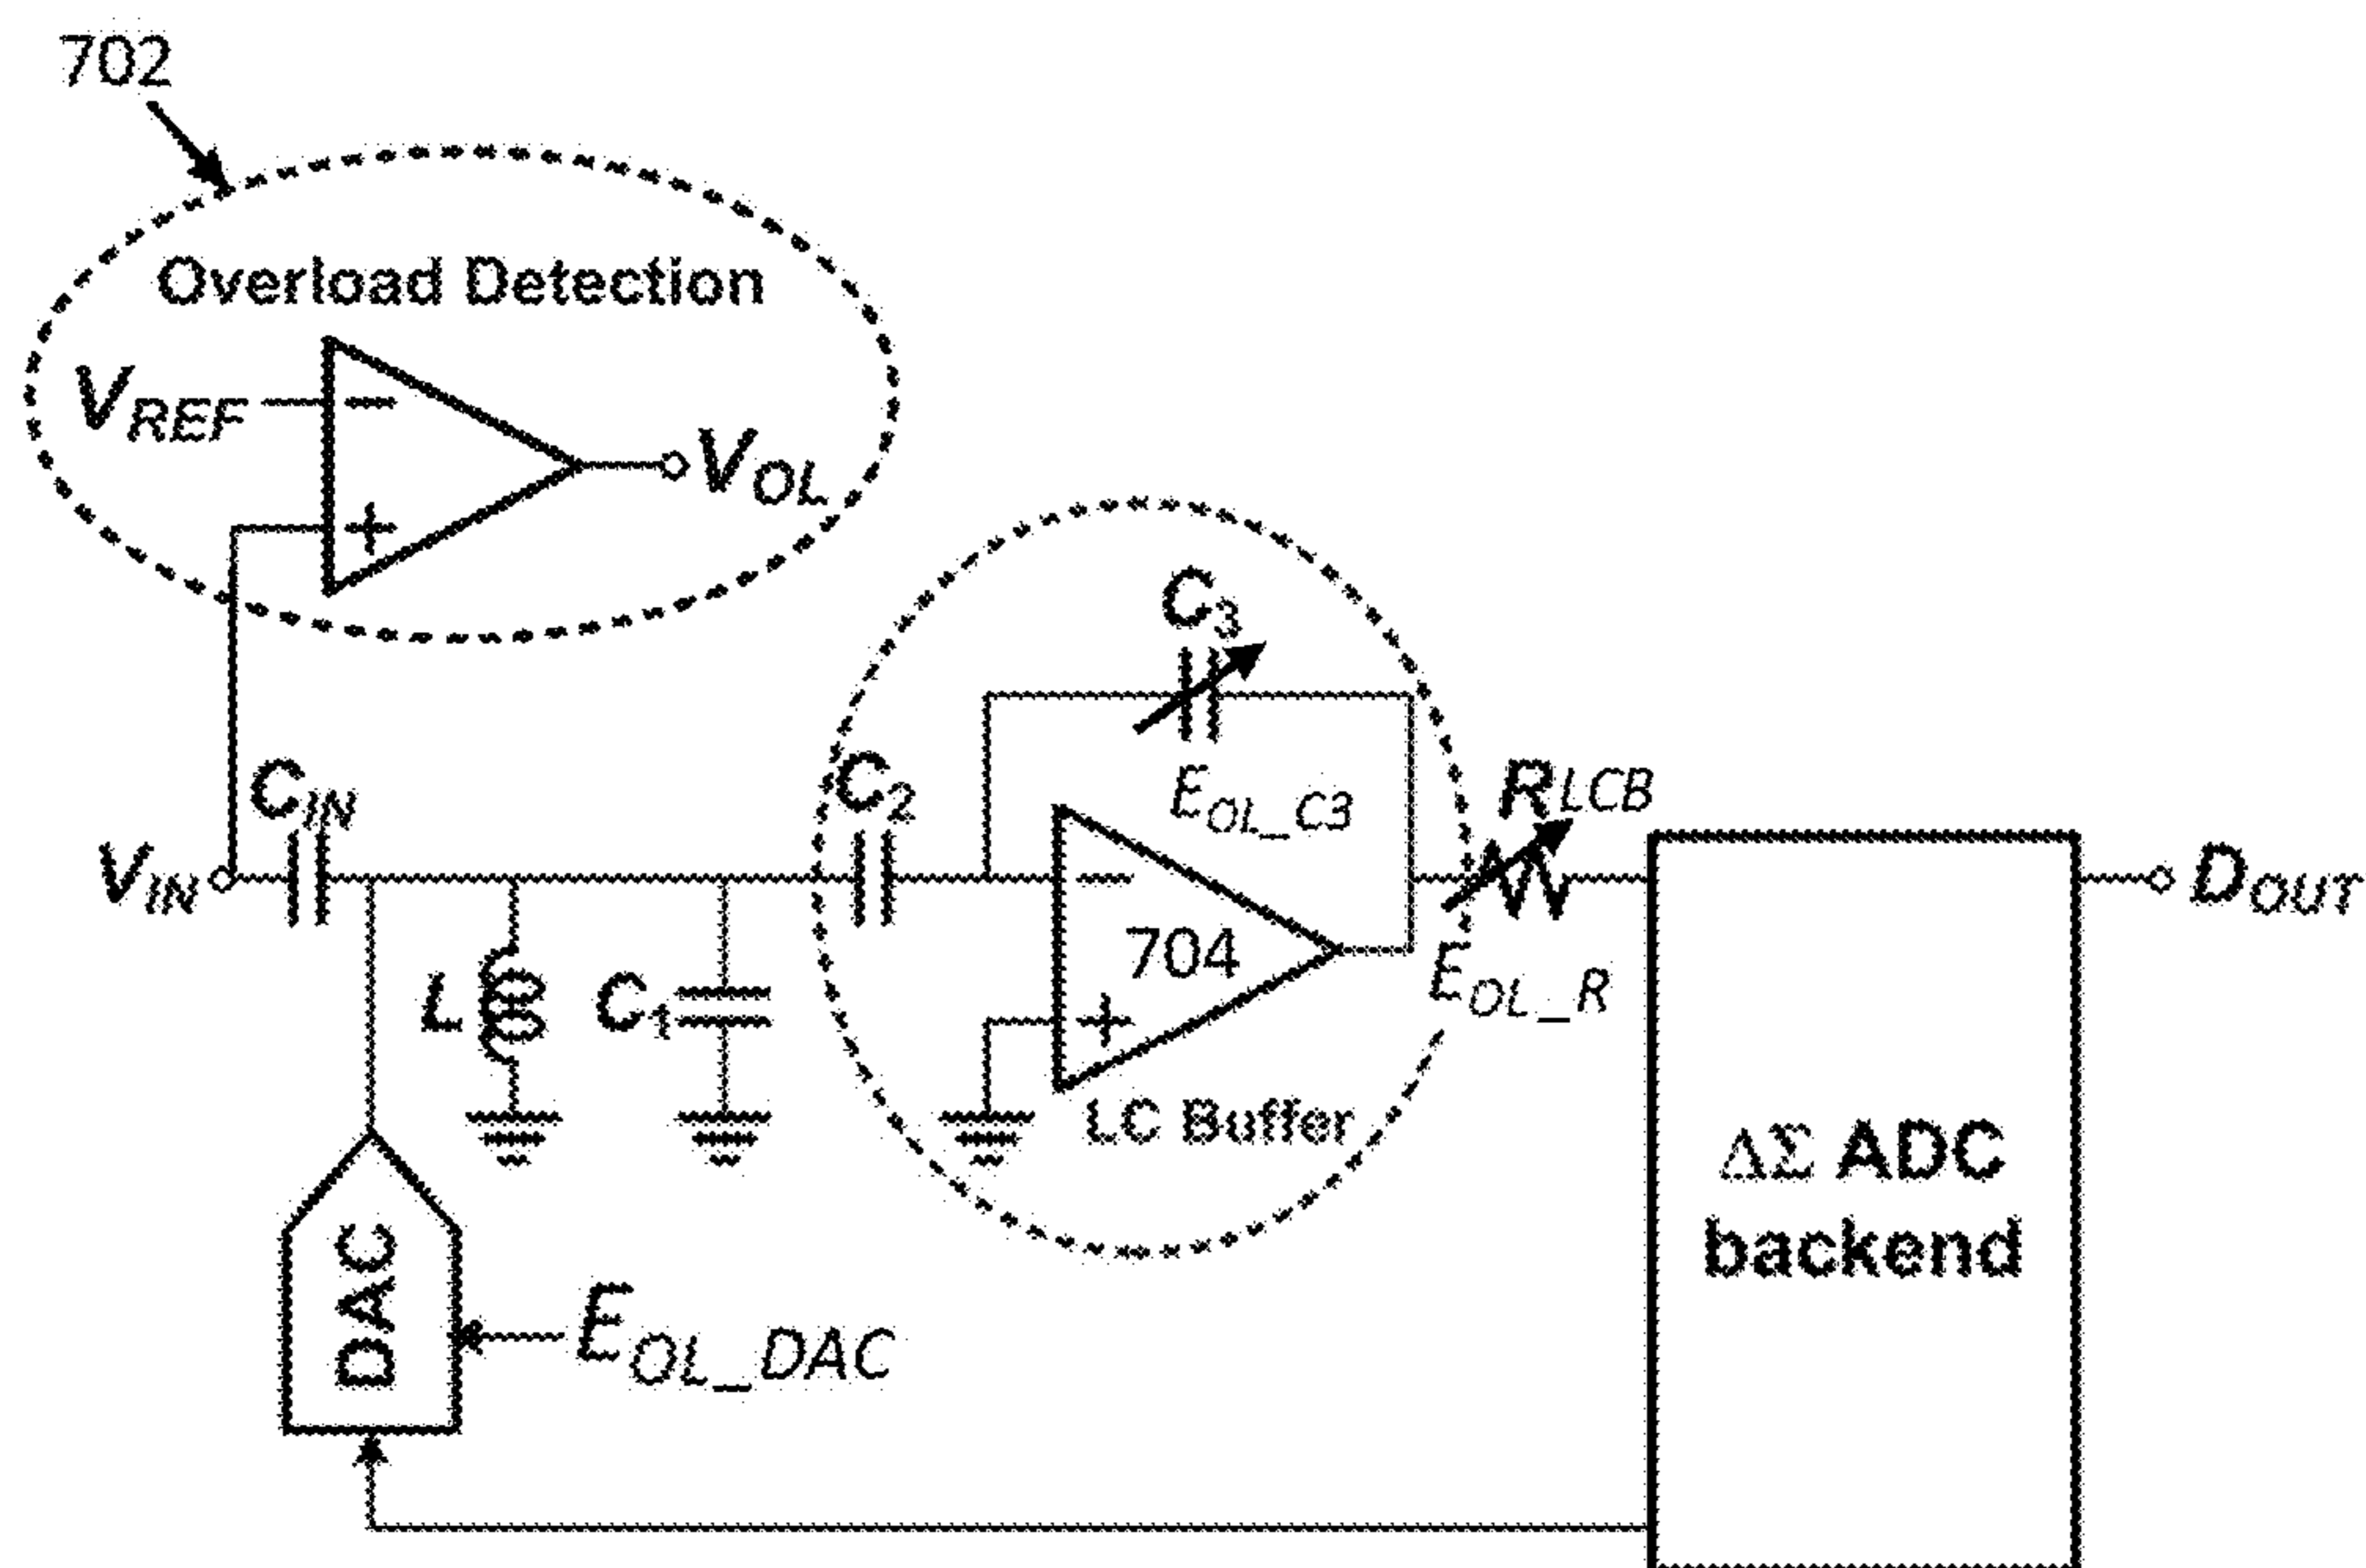 702
Overload Detection
VREF
−
VOL
+
C3
CIN
C2
EOL_C3
RLCB
VIN
−
DOUT
704
L
C1
EOL_R
+
LC Buffer
ΔΣ ADC
backend
DAC
EOL_DAC